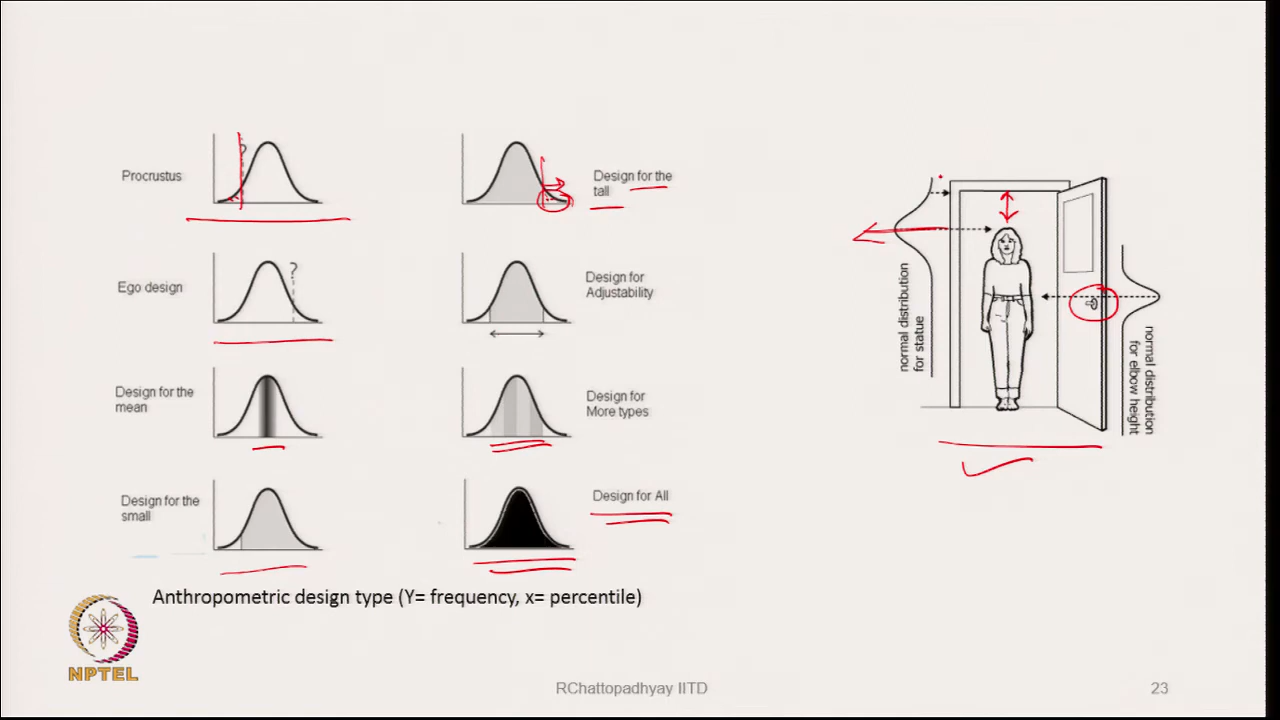 Procrustus
?
Design for the
tall
Ego design
?
Design for
Adjustability
Design for the
mean
Design for
More types
Design for the
small
Design for All
normal distribution
for statue
normal distribution
for elbow height
Anthropometric design type (Y= frequency, x= percentile)
NPTEL
RChattopadhyay IITD
23